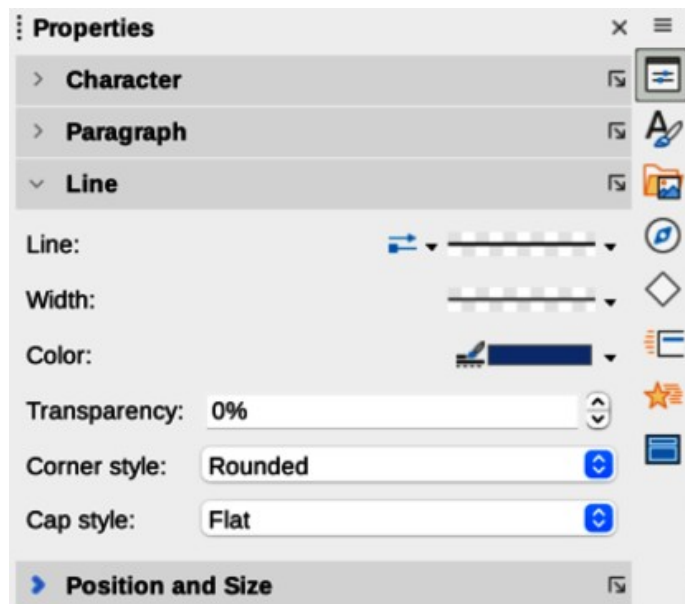 Properties
Character
Paragraph
Line
Line:
Width:
Color:
Transparency: 0%
Corner style: Rounded
Cap style: Flat
Position and Size